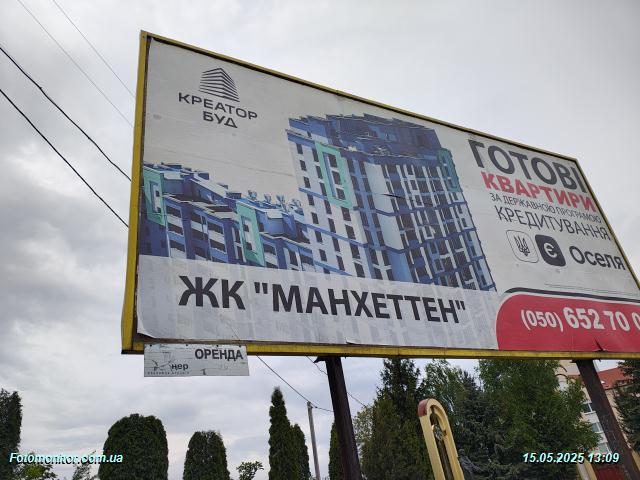 КРЕАТОР
БУД
ГОТОВІ
КВАРТИРИ
ЗА ДЕРЖАВНОЮ ПРОГРАМОЮ
КРЕДИТУВАННЯ
є Оселя
ЖК "МАНХЕТТЕН"
(050) 652 70 0
ОРЕНДА
Fotomonitor.com.ua
15.05.2025 13:09